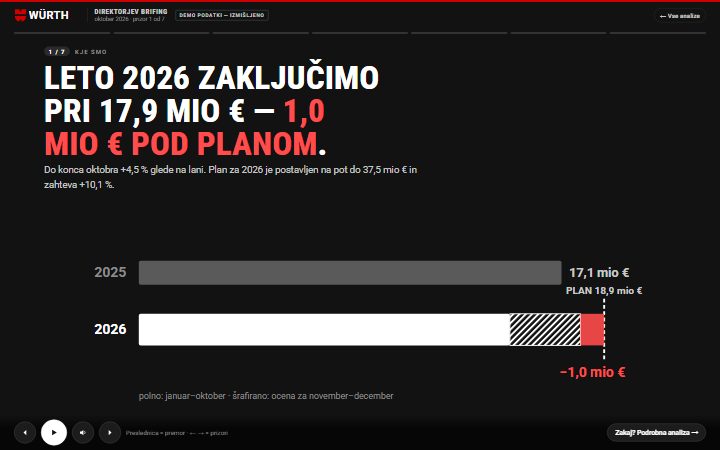 WÜRTH
DIREKTORJEV BRIFING
oktober 2026 · prizor 1 od 7
DEMO PODATKI — IZMIŠLJENO
← Vse analize
1 / 7 KJE SMO
LETO 2026 ZAKLJUČIMO
PRI 17,9 MIO € — 1,0
MIO € POD PLANOM.
Do konca oktobra +4,5 % glede na lani. Plan za 2026 je postavljen na pot do 37,5 mio € in
zahteva +10,1 %.
2025
17,1 mio €
PLAN 18,9 mio €
2026
−1,0 mio €
polno: januar–oktober · šrafirano: ocena za november–december
Preslednica = premor · ← → = prizori
Zakaj? Podrobna analiza →